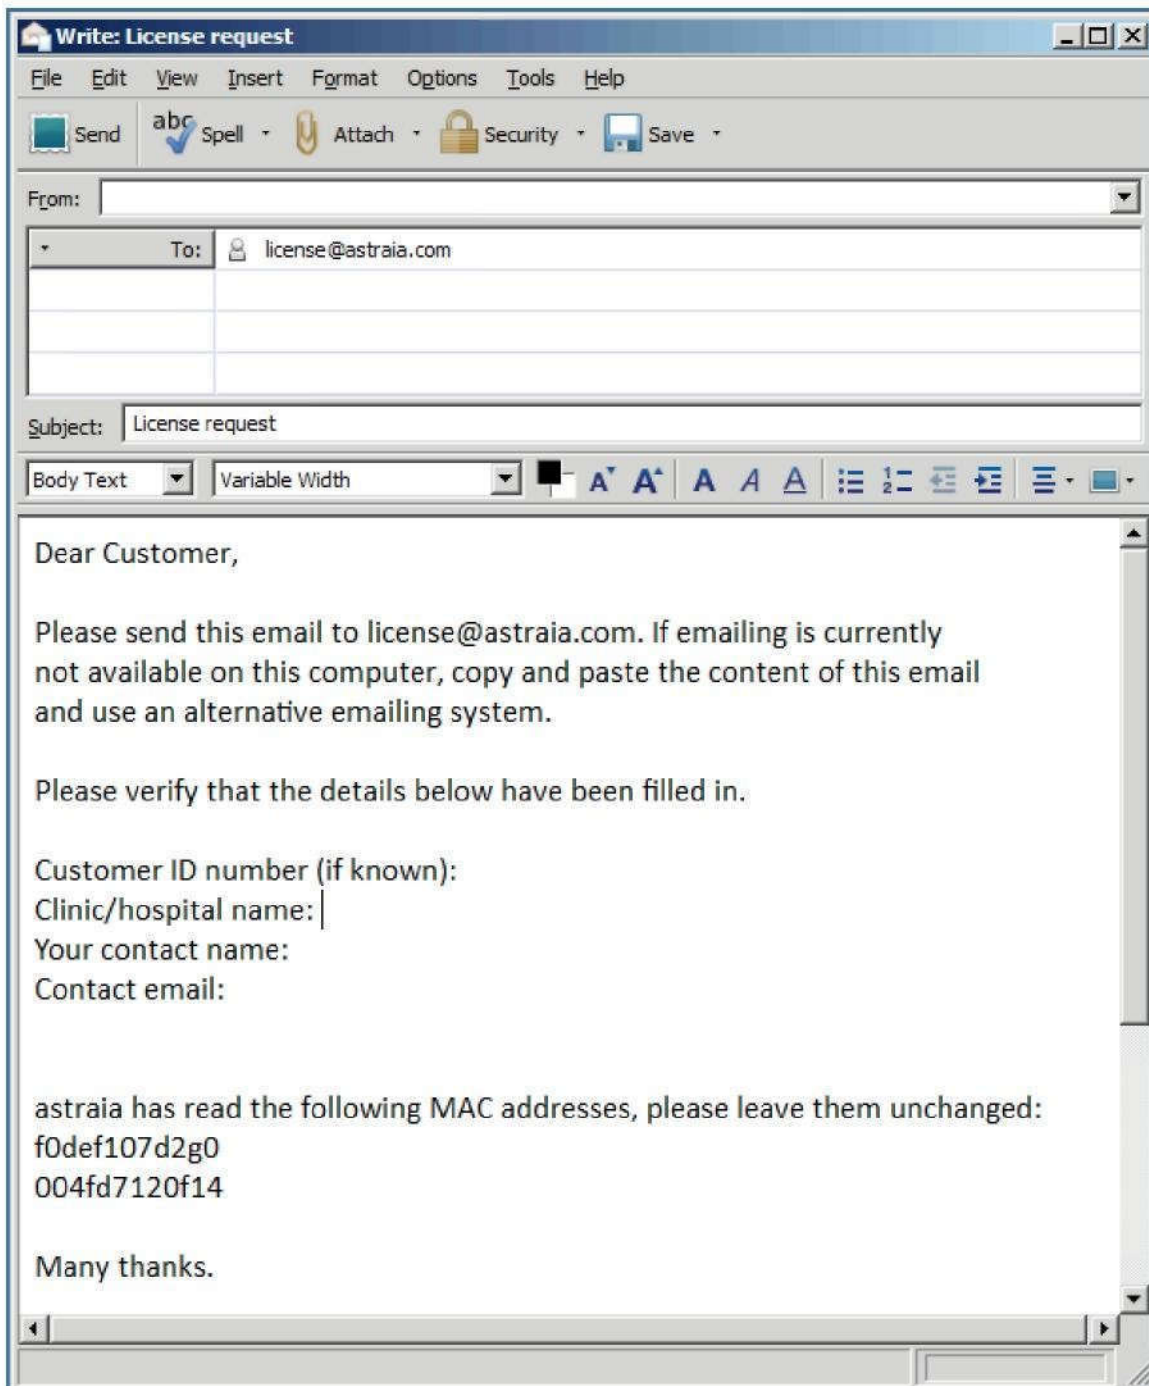 Write: License request
File Edit View Insert Format Options Tools Help
Send abc Spell Attach Security Save
From:
To: license@astraia.com
Subject: License request
Body Text Variable Width A A A A A
Dear Customer,
Please send this email to license@astraia.com. If emailing is currently
not available on this computer, copy and paste the content of this email
and use an alternative emailing system.
Please verify that the details below have been filled in.
Customer ID number (if known):
Clinic/hospital name:
Your contact name:
Contact email:
astraia has read the following MAC addresses, please leave them unchanged:
f0def107d2g0
004fd7120f14
Many thanks.